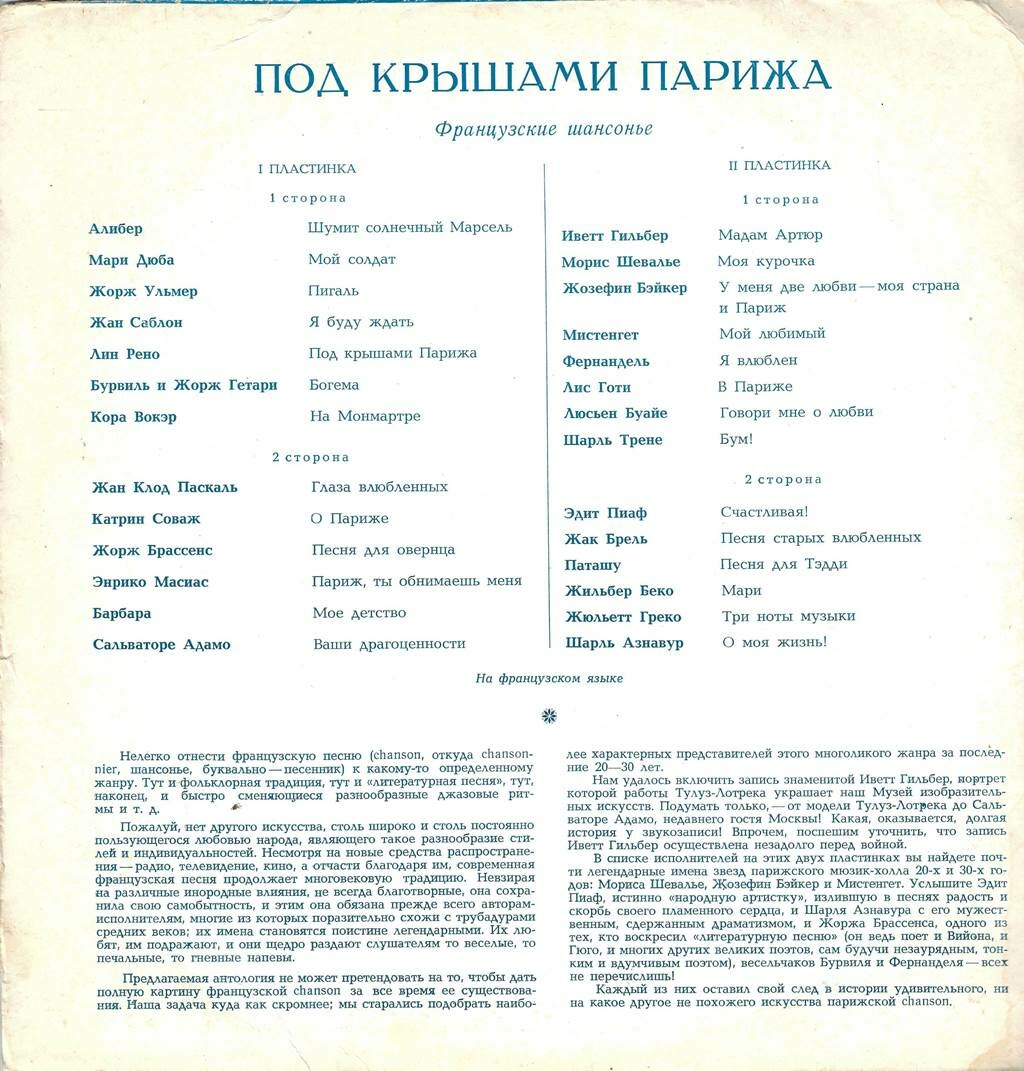 ПОД КРЫШАМИ ПАРИЖА
Французские шансонье
I ПЛАСТИНКА
1 сторона
Алибер Шумит солнечный Марсель
Мари Дюба Мой солдат
Жорж Ульмер Пигаль
Жан Саблон Я буду ждать
Лин Рено Под крышами Парижа
Бурвиль и Жорж Гетари Богема
Кора Вокэр На Монмартре
2 сторона
Жан Клод Паскаль Глаза влюбленных
Катрин Соваж О Париже
Жорж Брассенс Песня для овернца
Энрико Масиас Париж, ты обнимаешь меня
Барбара Мое детство
Сальваторе Адамо Ваши драгоценности
II ПЛАСТИНКА
1 сторона
Иветт Гильбер Мадам Артюр
Морис Шевалье Моя курочка
Жозефин Бэйкер У меня две любви — моя страна
и Париж
Мистенгет Мой любимый
Фернандель Я влюблен
Лис Готи В Париже
Люсьен Буайе Говори мне о любви
Шарль Трене Бум!
2 сторона
Эдит Пиаф Счастливая!
Жак Брель Песня старых влюбленных
Паташу Песня для Тэдди
Жильбер Беко Мари
Жюльетт Греко Три ноты музыки
Шарль Азнавур О моя жизнь!
На французском языке
Нелегко отнести французскую песню (chanson, откуда chanson-
nier, шансонье, буквально — песенник) к какому-то определенному
жанру. Тут и фольклорная традиция, тут и «литературная песня», тут,
наконец, и быстро сменяющиеся разнообразные джазовые рит-
мы и т. д.
Пожалуй, нет другого искусства, столь широко и столь постоянно
пользующегося любовью народа, являющего такое разнообразие сти-
лей и индивидуальностей. Несмотря на новые средства распростране-
ния — радио, телевидение, кино, а отчасти благодаря им, современная
французская песня продолжает многовековую традицию. Невзирая
на различные инородные влияния, не всегда благотворные, она сохра-
нила свою самобытность, и этим она обязана прежде всего авторам-
исполнителям, многие из которых поразительно схожи с трубадурами
средних веков; их имена становятся поистине легендарными. Их лю-
бят, им подражают, и они щедро раздают слушателям то веселые, то
печальные, то гневные напевы.
Предлагаемая антология не может претендовать на то, чтобы дать
полную картину французской chanson за все время ее существова-
ния. Наша задача куда как скромнее; мы старались подобрать наибо-
лее характерных представителей этого многоликого жанра за послед-
ние 20—30 лет.
Нам удалось включить запись знаменитой Иветт Гильбер, портрет
которой работы Тулуз-Лотрека украшает наш Музей изобразитель-
ных искусств. Подумать только, — от модели Тулуз-Лотрека до Саль-
ваторе Адамо, недавнего гостя Москвы! Какая, оказывается, долгая
история у звукозаписи! Впрочем, поспешим уточнить, что запись
Иветт Гильбер осуществлена незадолго перед войной.
В списке исполнителей на этих двух пластинках вы найдете поч-
ти легендарные имена звезд парижского мюзик-холла 20-х и 30-х го-
дов: Мориса Шевалье, Жозефин Бэйкер и Мистенгет. Услышите Эдит
Пиаф, истинно «народную артистку», излившую в песнях радость и
скорбь своего пламенного сердца, и Шарля Азнавура с его мужест-
венным, сдержанным драматизмом, и Жоржа Брассенса, одного из
тех, кто воскресил «литературную песню» (он ведь поет и Вийона, и
Гюго, и многих других великих поэтов, сам будучи незаурядным, тон-
ким и вдумчивым поэтом), весельчаков Бурвиля и Фернанделя — всех
не перечислишь!
Каждый из них оставил свой след в истории удивительного, ни
на какое другое не похожего искусства парижской chanson.